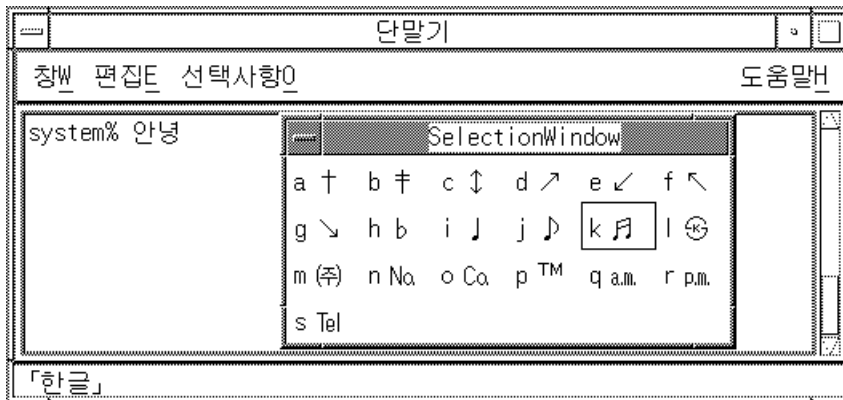 단말기
창W 편집E 선택사항O 도움말H
system% 안녕
SelectionWindow
a † b ‡ c ↕ d ↗ e ↙ f ↖
g ↘ h ♭ i ♩ j ♪ k ♬ l ㉿
m ㈜ n № o ㏇ p ™ q ㏂ r ㏘
s ℡
「한글」